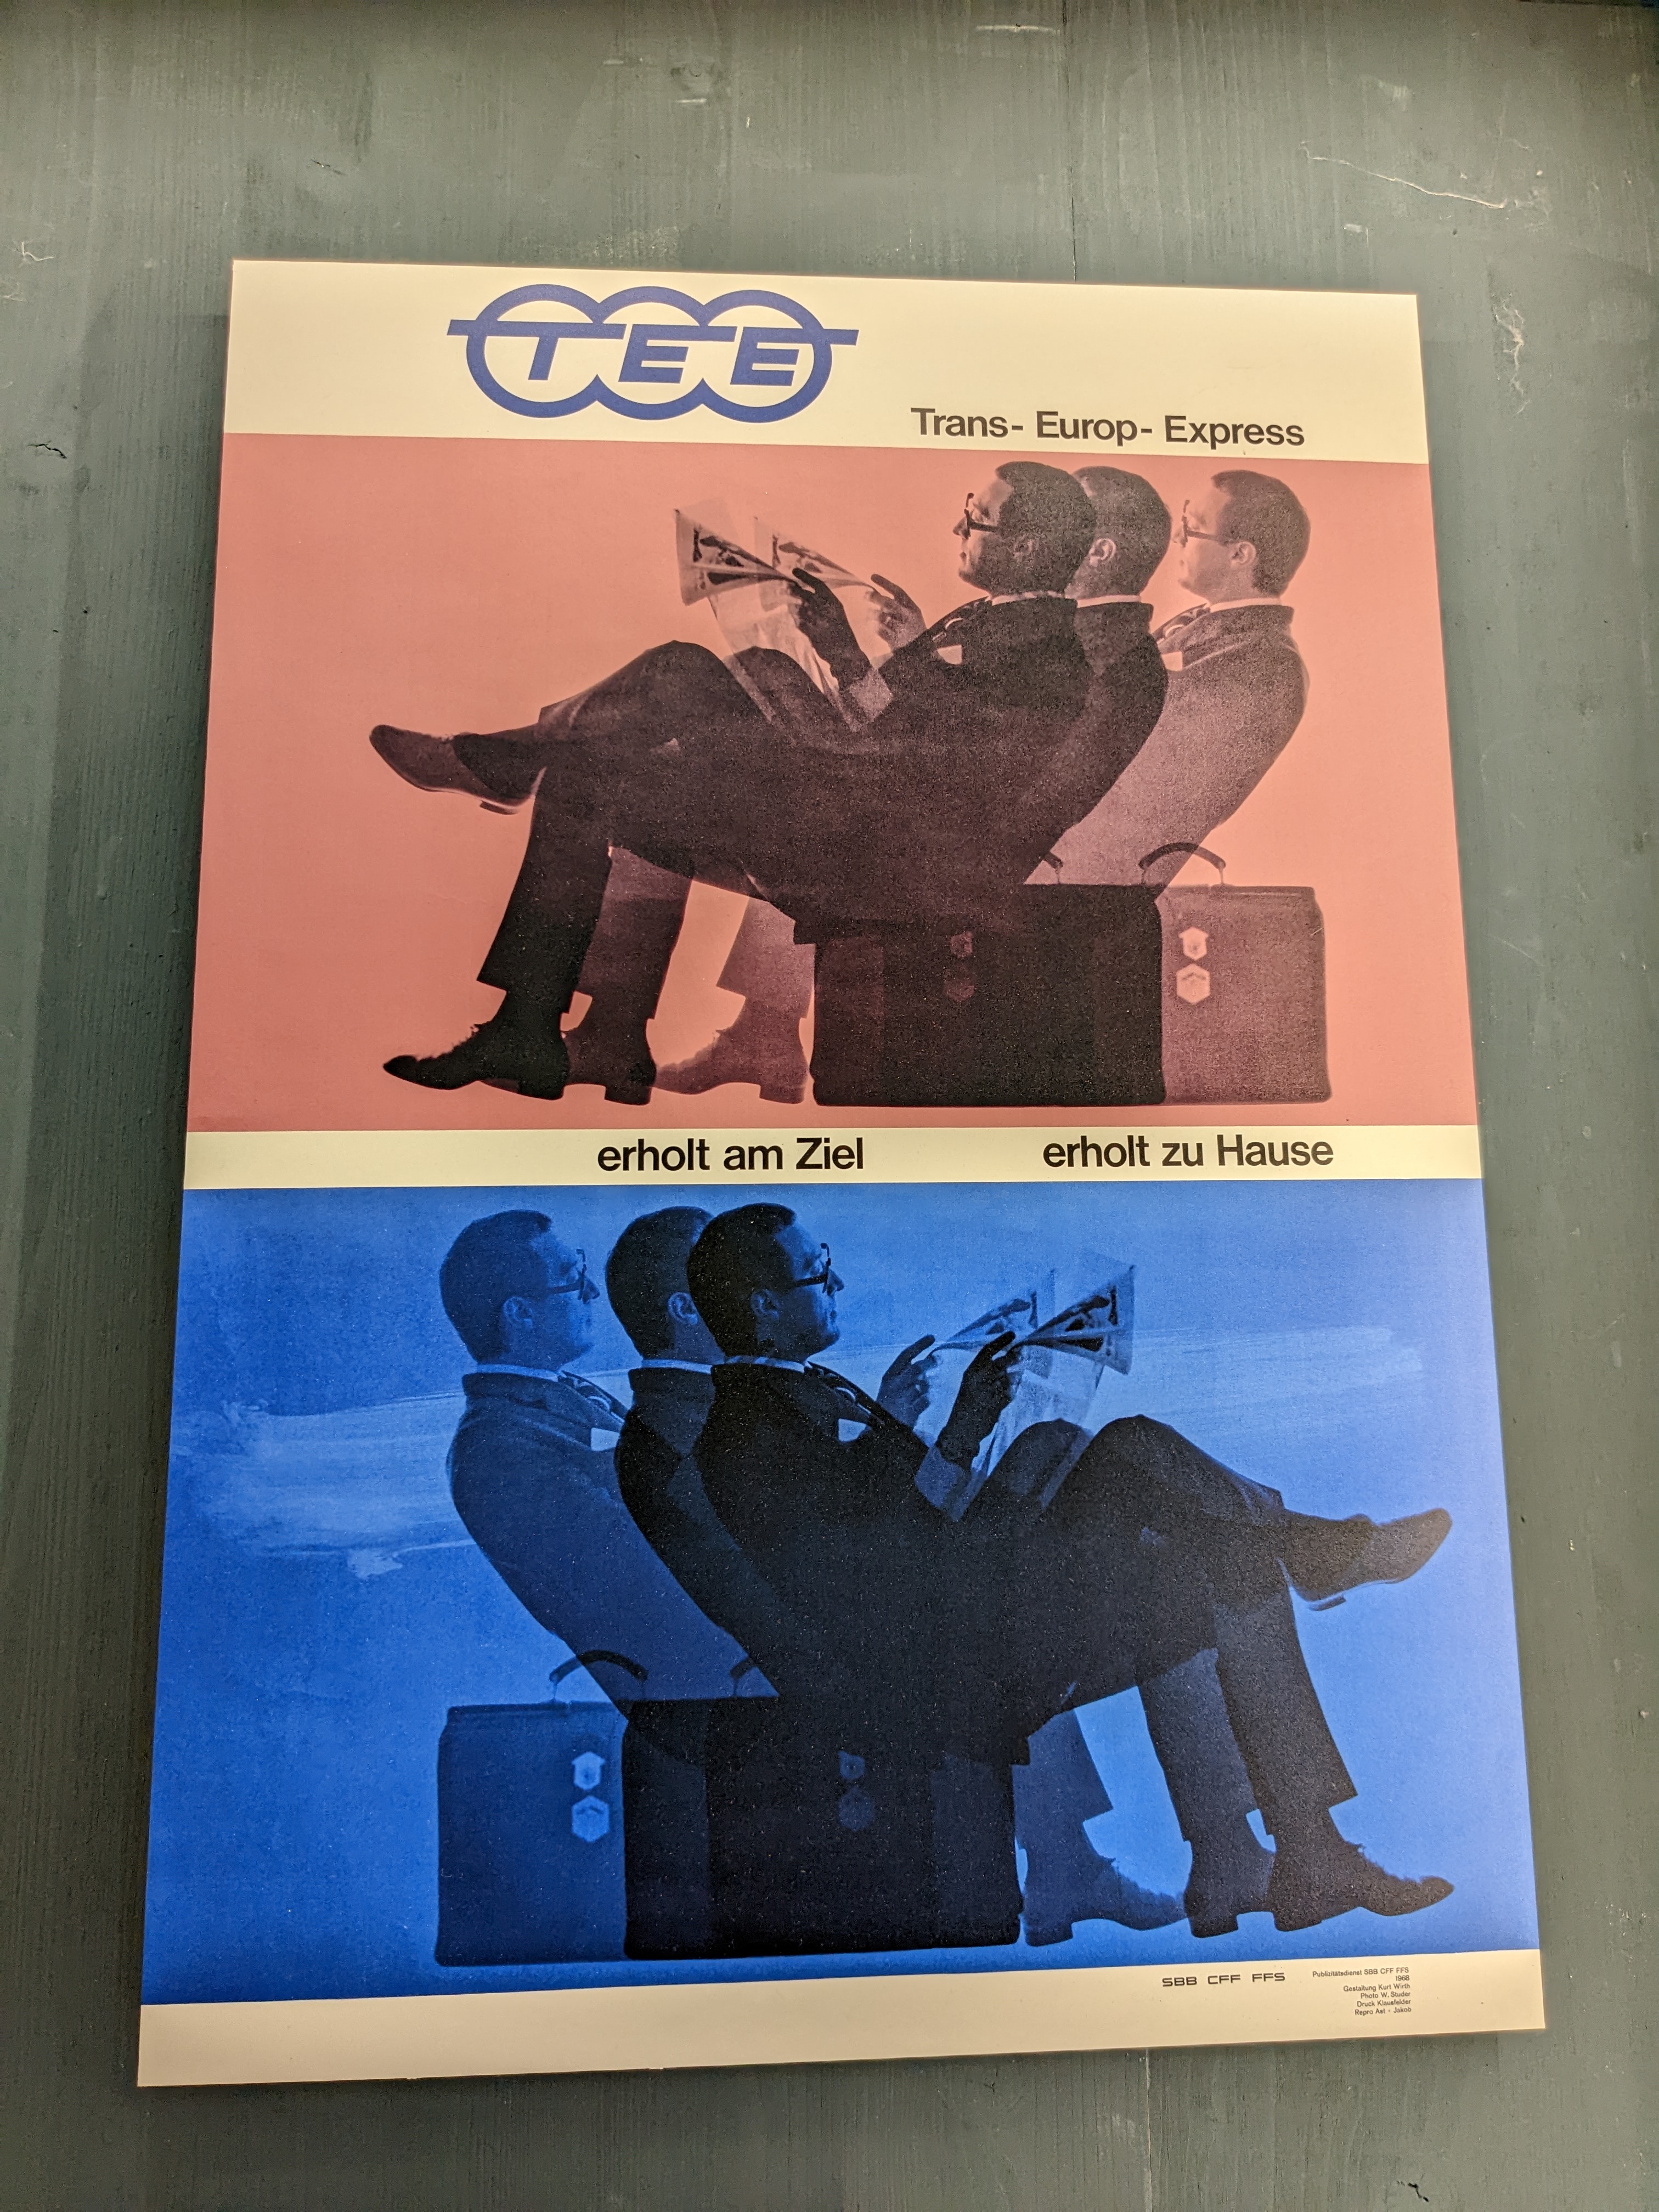 TEE
Trans- Europ- Express
erholt am Ziel erholt zu Hause
SBB CFF FFS
Publizitätsdienst SBB CFF FFS
1968
Gestaltung Kurt Wirth
Photo W. Studer
Druck Klausfelder
Repro Ast + Jakob